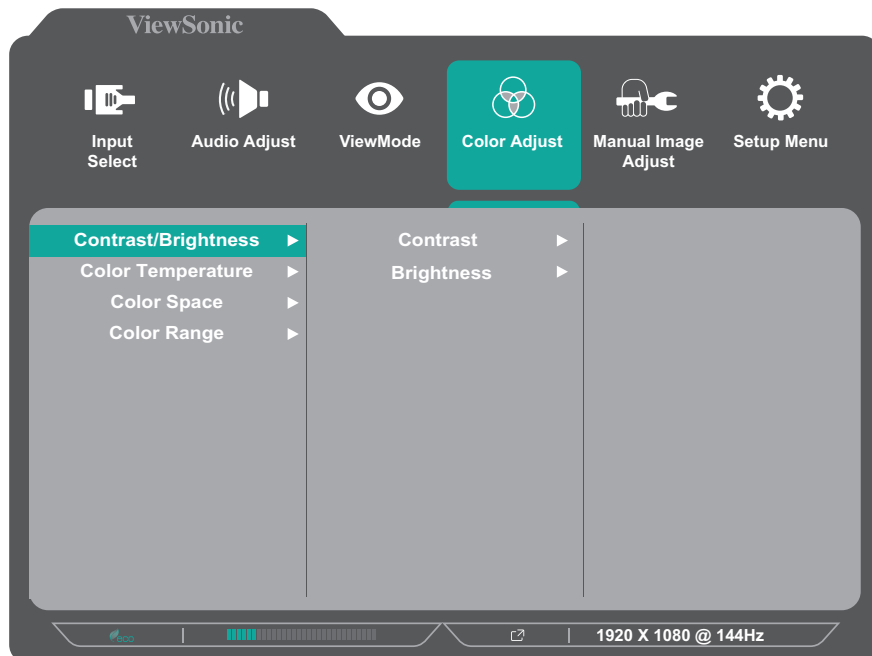 ViewSonic
Input
Select
Audio Adjust
ViewMode
Color Adjust
Manual Image
Adjust
Setup Menu
Contrast/Brightness
Contrast
Color Temperature
Brightness
Color Space
Color Range
eco
1920 X 1080 @ 144Hz